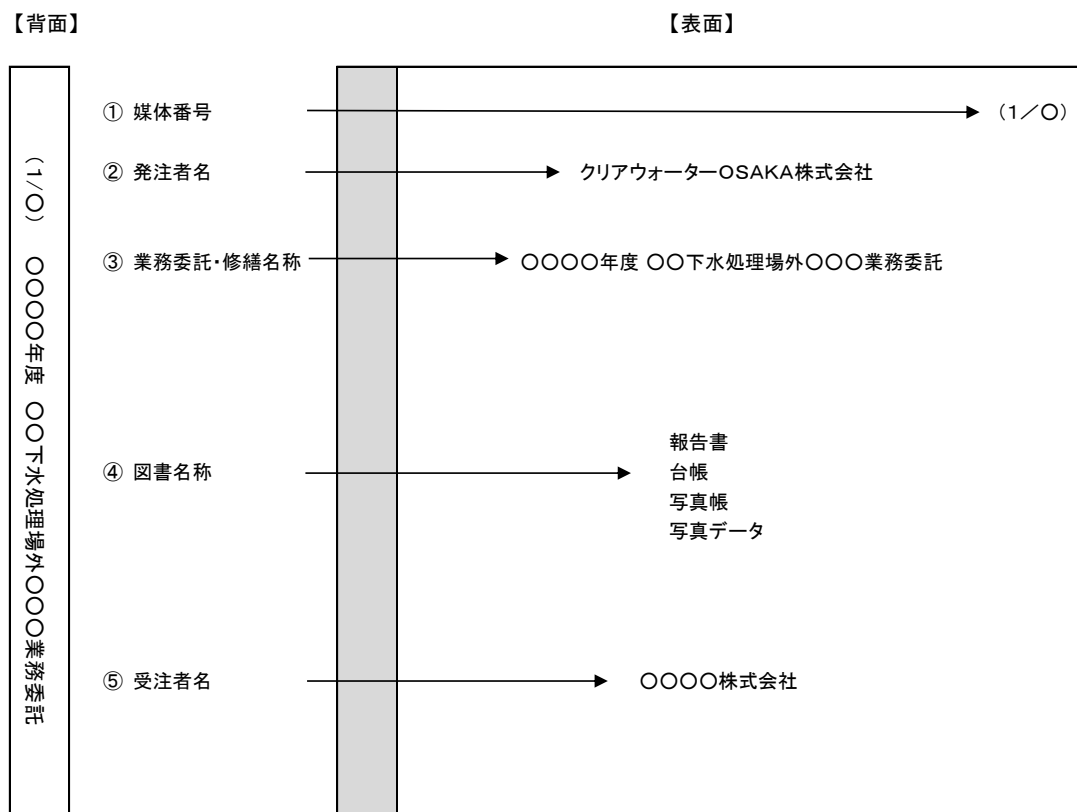 【背面】
【表面】
(1/〇) 〇〇〇〇年度 〇〇下水処理場外〇〇〇業務委託
① 媒体番号
(1/〇)
② 発注者名
クリアウォーターOSAKA株式会社
③ 業務委託・修繕名称
〇〇〇〇年度 〇〇下水処理場外〇〇〇業務委託
④ 図書名称
報告書
台帳
写真帳
写真データ
⑤ 受注者名
〇〇〇〇株式会社